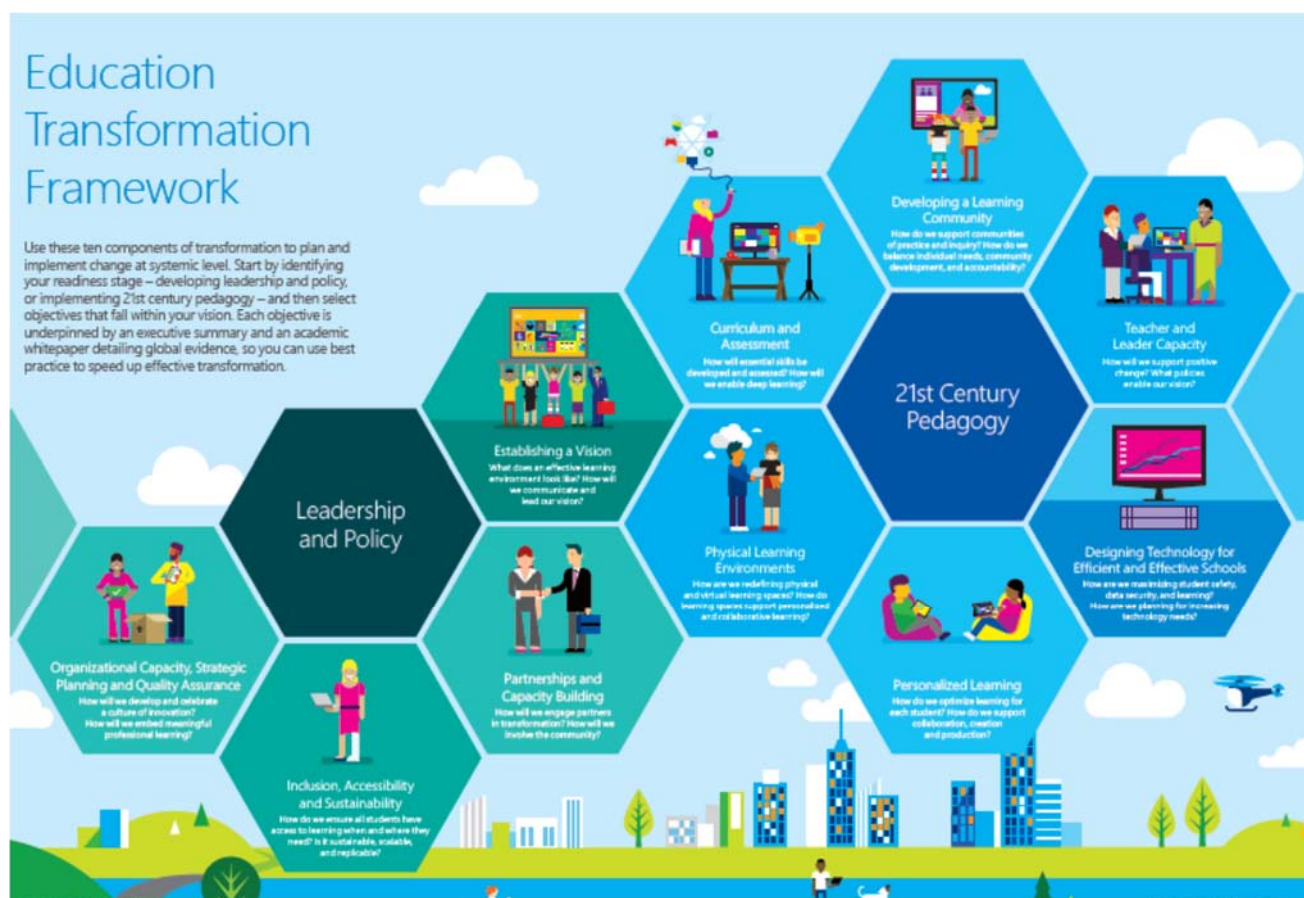 Education
Transformation
Framework
Use these ten components of transformation to plan and
implement change at systemic level. Start by identifying
your readiness stage – developing leadership and policy,
or implementing 21st century pedagogy – and then select
objectives that fall within your vision. Each objective is
underpinned by an executive summary and an academic
whitepaper detailing global evidence, so you can use best
practice to speed up effective transformation.
Leadership
and Policy
Establishing a Vision
What does an effective learning
environment look like? How will
we communicate and
lead our vision?
Organizational Capacity, Strategic
Planning and Quality Assurance
How will we develop and celebrate
a culture of innovation?
How will we embed meaningful
professional learning?
Inclusion, Accessibility
and Sustainability
How do we ensure all students have
access to learning when and where they
need? Is it sustainable, scalable,
and replicable?
Partnerships and
Capacity Building
How will we engage partners
in transformation? How will we
involve the community?
21st Century
Pedagogy
Developing a Learning
Community
How do we support communities
of practice and inquiry? How do we
balance individual needs, community
development, and accountability?
Curriculum and
Assessment
How will essential skills be
developed and assessed? How will
we enable deep learning?
Teacher and
Leader Capacity
How will we support positive
change? What policies
enable our vision?
Physical Learning
Environments
How are we redefining physical
and virtual learning spaces? How do
learning spaces support personalized
and collaborative learning?
Designing Technology for
Efficient and Effective Schools
How are we maximizing student safety,
data security, and learning?
How are we planning for increasing
technology needs?
Personalized Learning
How do we optimize learning for
each student? How do we support
collaboration, creation
and production?